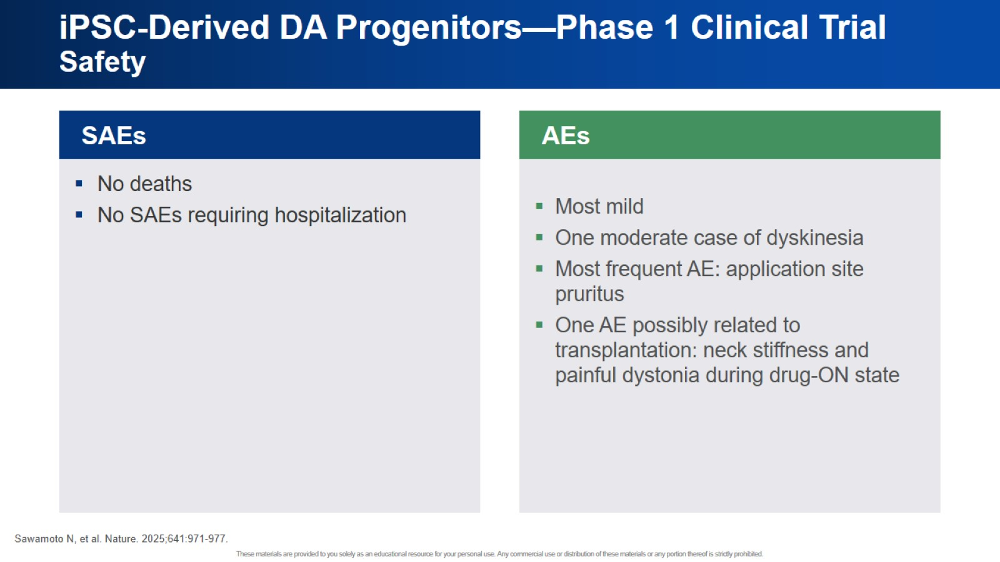 iPSC-Derived DA Progenitors—Phase 1 Clinical Trial
Safety
SAEs
▪ No deaths
▪ No SAEs requiring hospitalization
AEs
▪ Most mild
▪ One moderate case of dyskinesia
▪ Most frequent AE: application site
pruritus
▪ One AE possibly related to
transplantation: neck stiffness and
painful dystonia during drug-ON state
Sawamoto N, et al. Nature. 2025;641:971-977.
These materials are provided to you solely as an educational resource for your personal use. Any commercial use or distribution of these materials or any portion thereof is strictly prohibited.